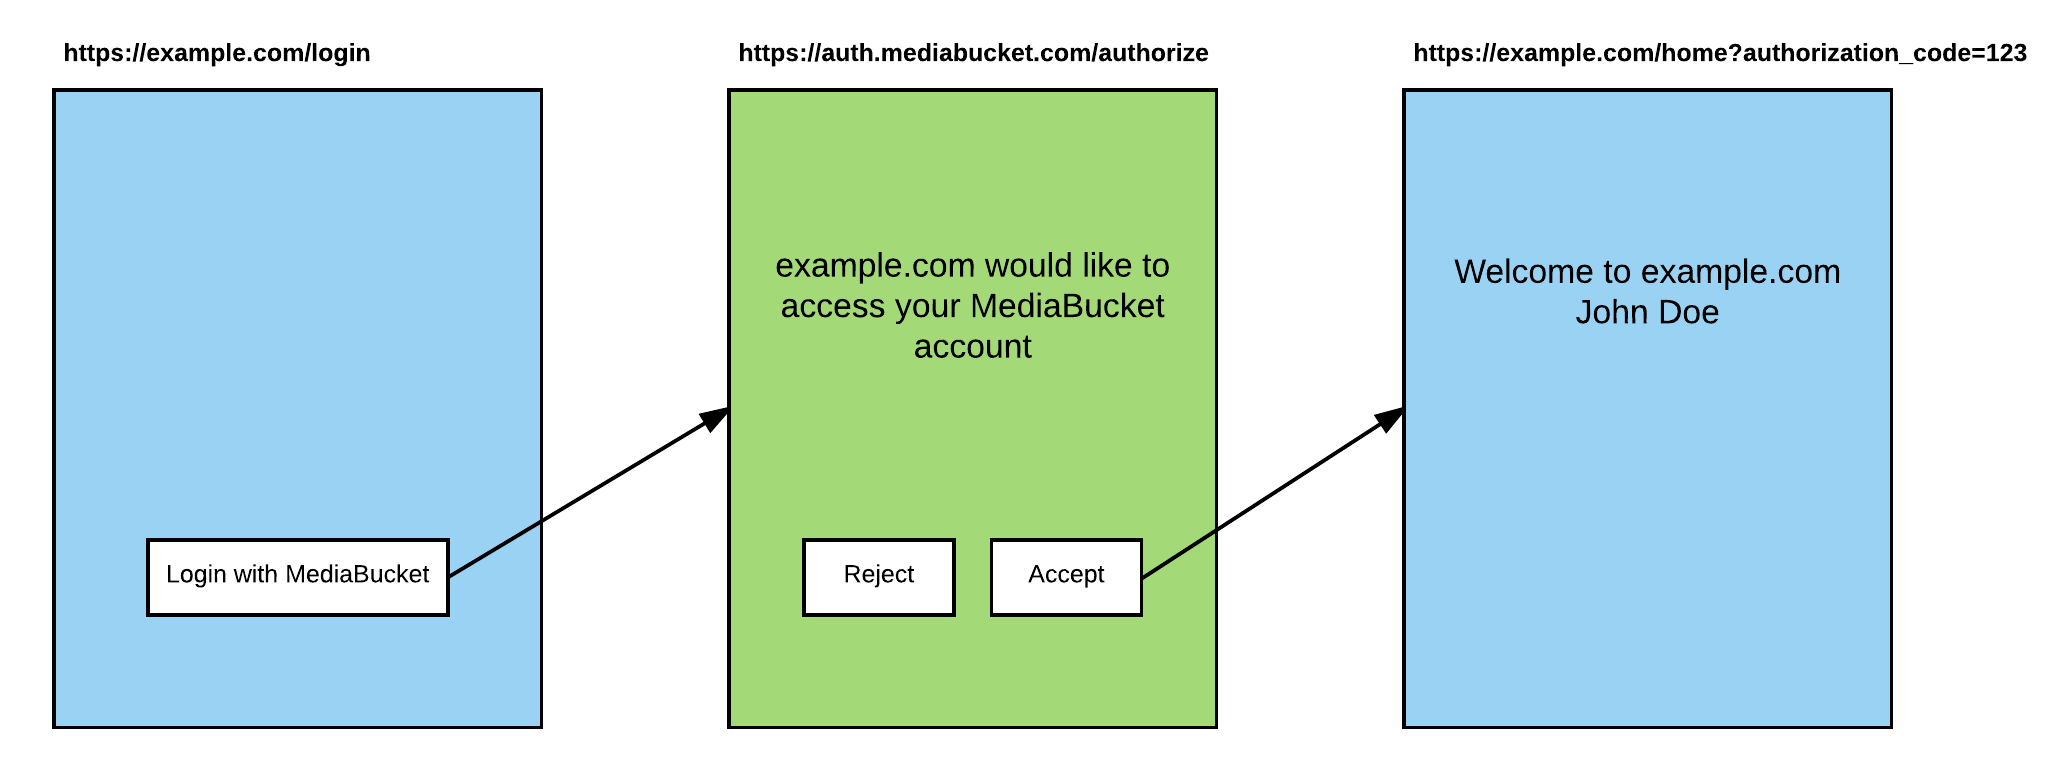 https://example.com/login
Login with MediaBucket
https://auth.mediabucket.com/authorize
example.com would like to
access your MediaBucket
account
Reject
Accept
https://example.com/home?authorization_code=123
Welcome to example.com
John Doe